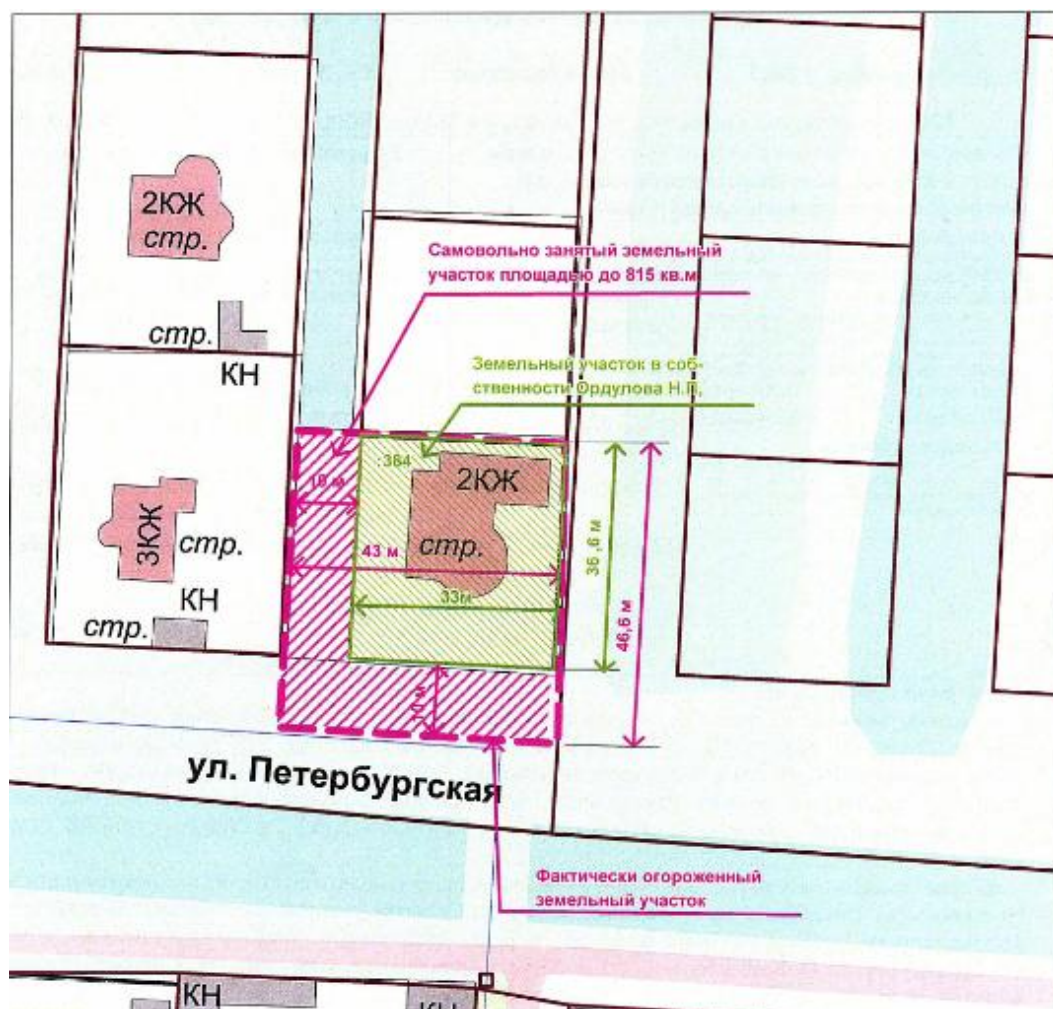 2КЖ
стр.
Самовольно занятый земельный
участок площадью до 815 кв.м
стр.
КН
Земельный участок в соб-
ственности Ордулова Н.П.
:384
2КЖ
10 м
3КЖ
стр.
стр.
43 м
36,6 м
33м
КН
стр.
46,6 м
10 м
ул. Петербургская
Фактически огороженный
земельный участок
КН
КН